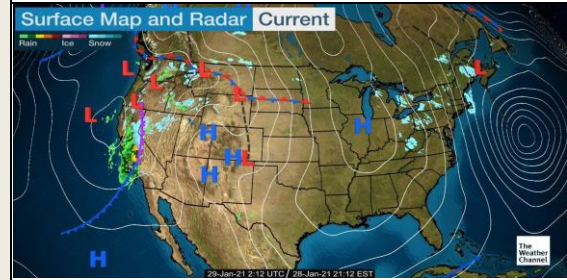 Surface Map and Radar Current
Rain Ice Snow
L
L
L
L
L
L
L
L
H
H
L
H
H
H
The
Weather
Channel
29-Jan-21 2:12 UTC / 28-Jan-21 21:12 EST